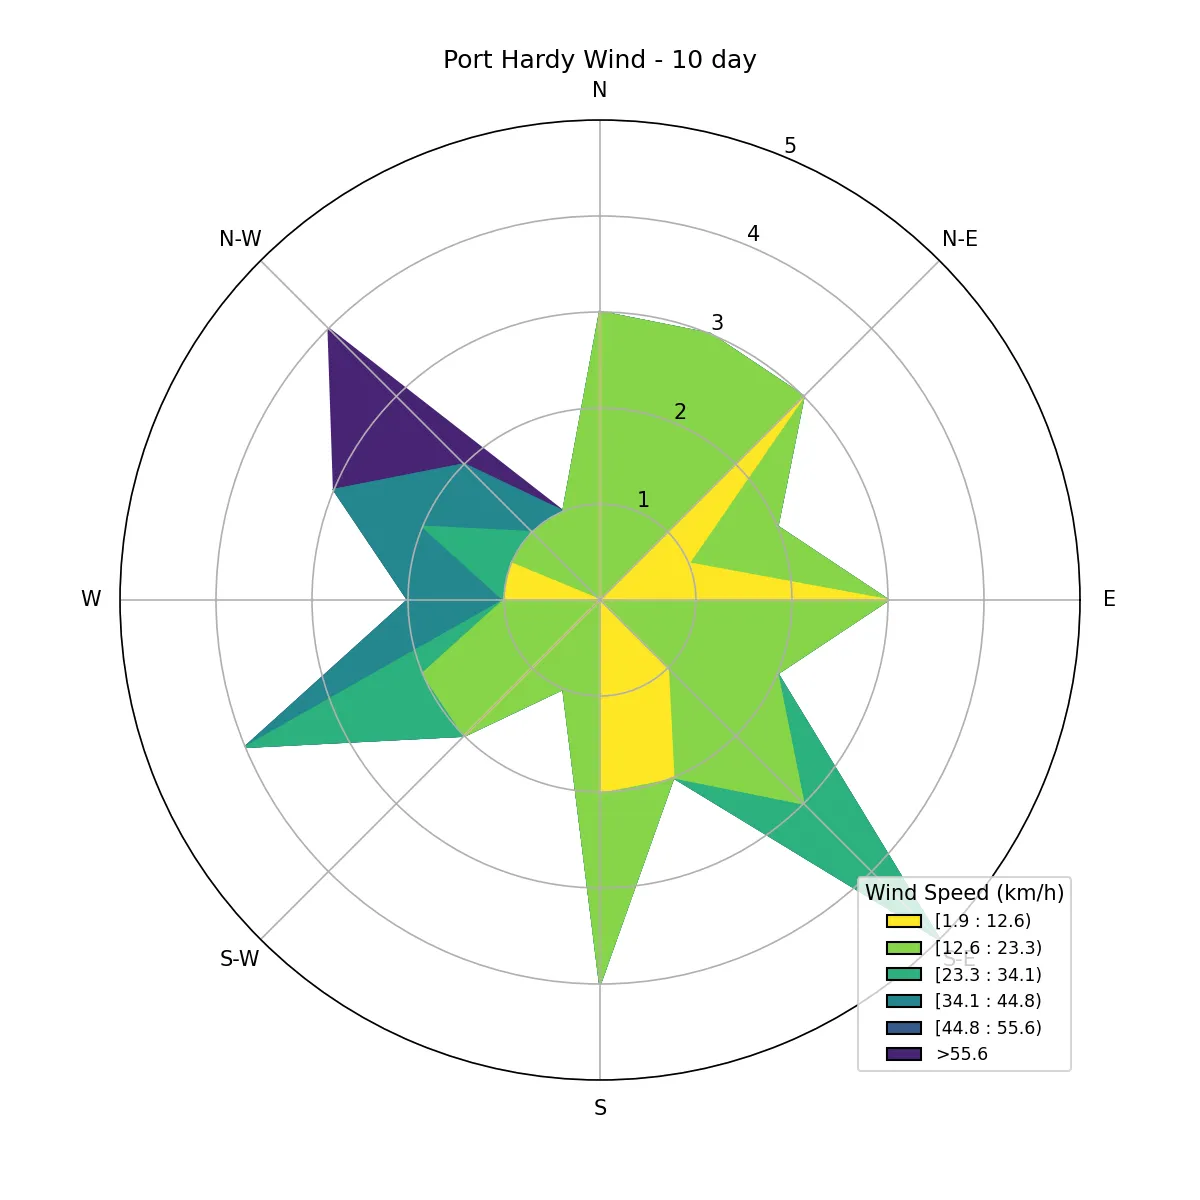 Port Hardy Wind - 10 day
N
5
N-W
4
N-E
3
2
1
W
E
Wind Speed (km/h)
[1.9 : 12.6)
[12.6 : 23.3)
S-W
S-E
[23.3 : 34.1)
[34.1 : 44.8)
[44.8 : 55.6)
>55.6
S